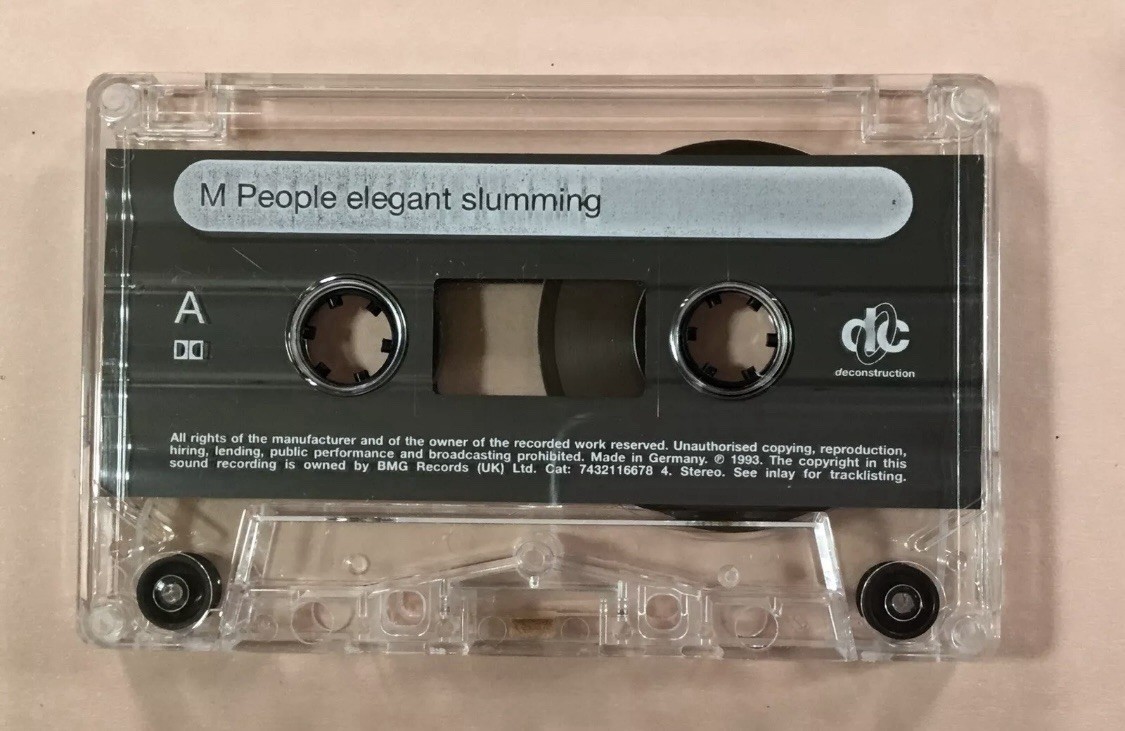 M People elegant slumming
A
dc
deconstruction
All rights of the manufacturer and of the owner of the recorded work reserved. Unauthorised copying, reproduction,
hiring, lending, public performance and broadcasting prohibited. Made in Germany. ℗ 1993. The copyright in this
sound recording is owned by BMG Records (UK) Ltd. Cat: 7432116678 4. Stereo. See inlay for tracklisting.